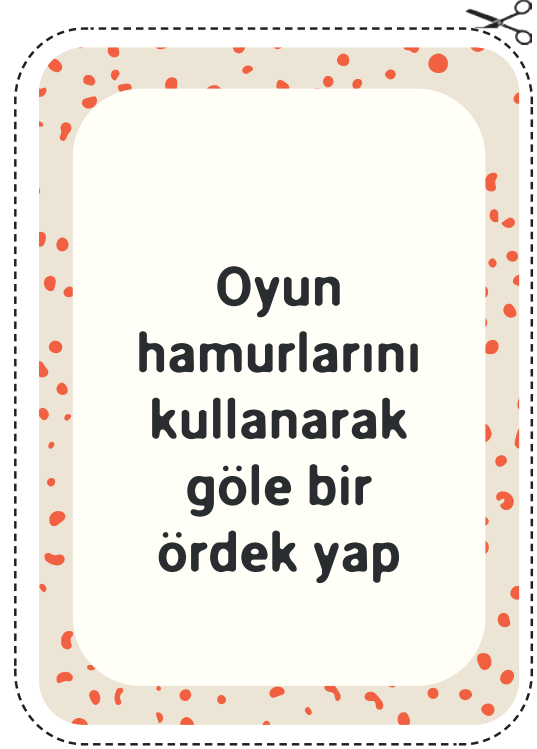 Oyun
hamurlarını
kullanarak
göle bir
ördek yap